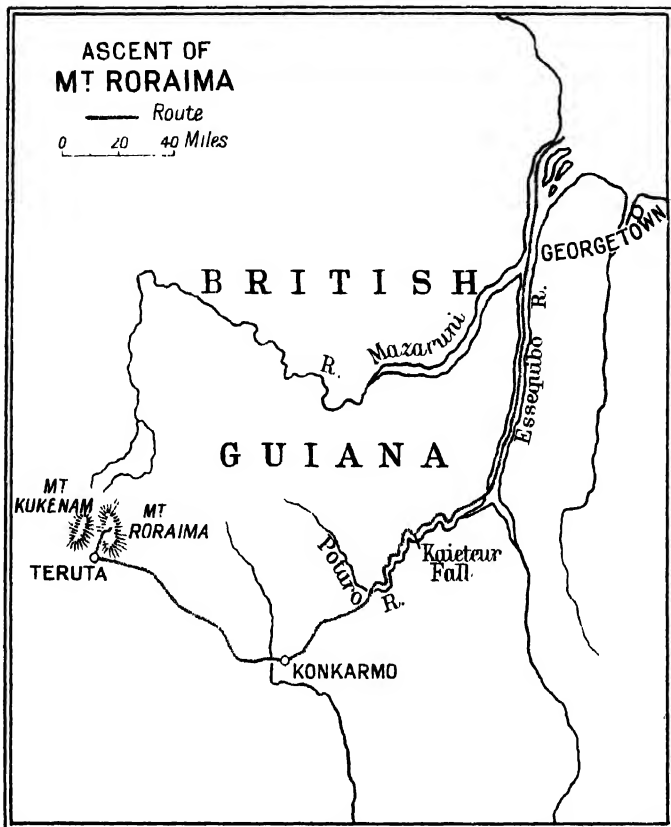 ASCENT OF
MT RORAIMA
Route
0 20 40 Miles
GEORGETOWN
BRITISH
R. Mazaruni
Essequibo R.
GUIANA
MT
KUKENAM
MT
RORAIMA
TERUTA
Potaro R.
Kaieteur
Fall
KONKARMO